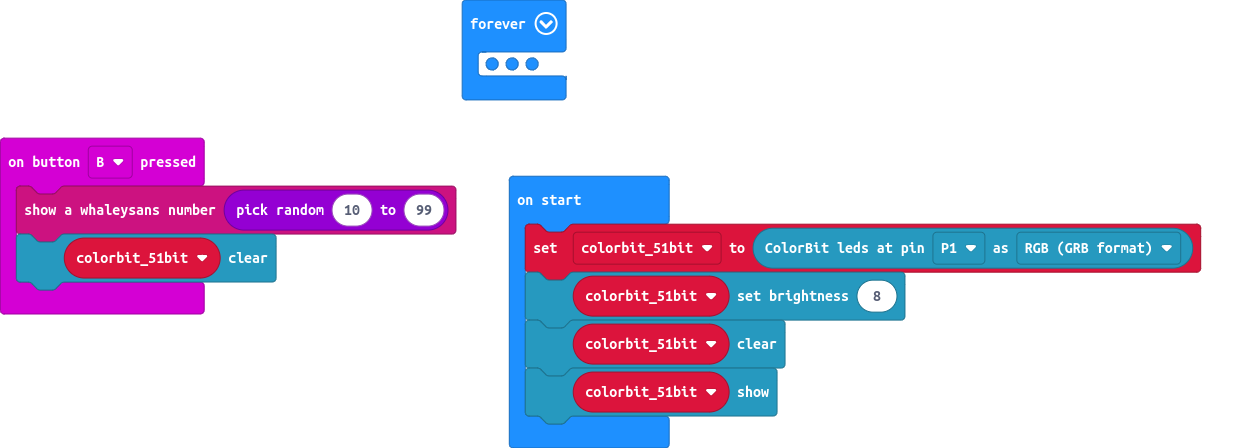 forever
on button B pressed
show a whaleysans number pick random 10 to 99
colorbit_51bit clear
on start
set colorbit_51bit to ColorBit leds at pin P1 as RGB (GRB format)
colorbit_51bit set brightness 8
colorbit_51bit clear
colorbit_51bit show